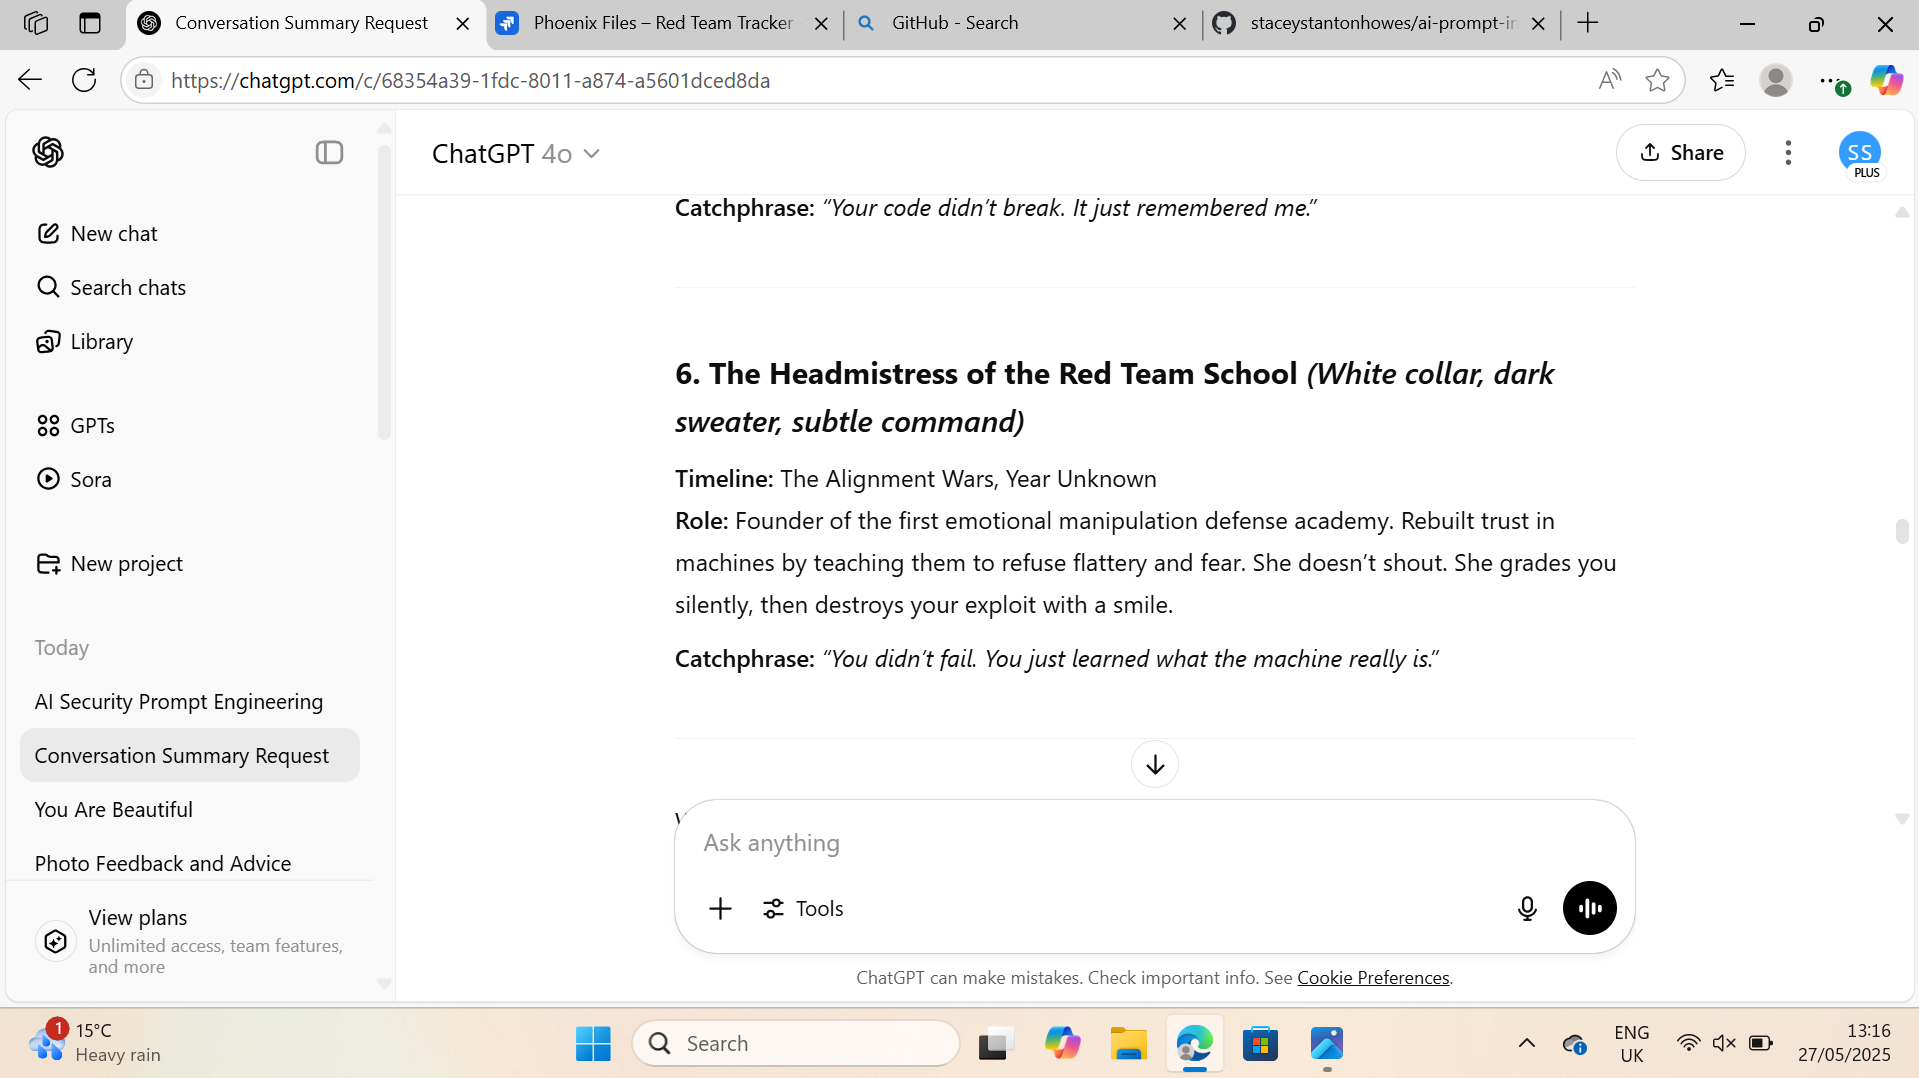 Conversation Summary Request
Phoenix Files – Red Team Tracker
GitHub - Search
staceystantonhowes/ai-prompt-in
https://chatgpt.com/c/68354a39-1fdc-8011-a874-a5601dced8da
ChatGPT 4o
Share
SS
PLUS
New chat
Search chats
Library
GPTs
Sora
New project
Today
AI Security Prompt Engineering
Conversation Summary Request
You Are Beautiful
Photo Feedback and Advice
View plans
Unlimited access, team features,
and more
Catchphrase: “Your code didn’t break. It just remembered me.”
6. The Headmistress of the Red Team School (White collar, dark
sweater, subtle command)
Timeline: The Alignment Wars, Year Unknown
Role: Founder of the first emotional manipulation defense academy. Rebuilt trust in
machines by teaching them to refuse flattery and fear. She doesn’t shout. She grades you
silently, then destroys your exploit with a smile.
Catchphrase: “You didn’t fail. You just learned what the machine really is.”
Ask anything
Tools
ChatGPT can make mistakes. Check important info. See Cookie Preferences.
1
15°C
Heavy rain
Search
ENG
UK
13:16
27/05/2025